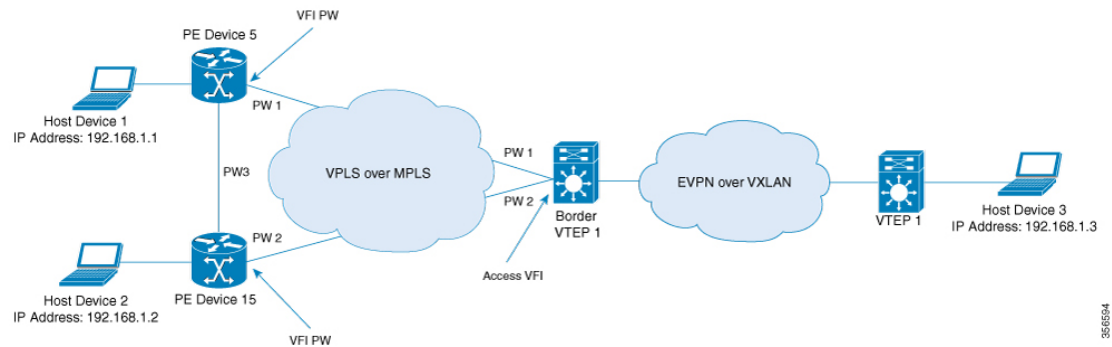 VFI PW
PE Device 5
PW 1
Host Device 1
IP Address: 192.168.1.1
PW3
VPLS over MPLS
PW 1
PW 2
Border
VTEP 1
EVPN over VXLAN
VTEP 1
Host Device 3
IP Address: 192.168.1.3
PW 2
Access VFI
Host Device 2
IP Address: 192.168.1.2
PE Device 15
VFI PW
356594